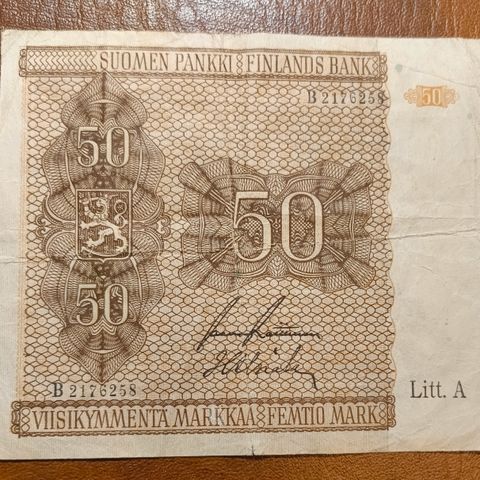 SUOMEN PANKKI FINLANDS BANK
B 2176258
50
50
50
50
B 2176258
Litt. A
VIISIKYMMENTÄ MARKKAA FEMTIO MARK